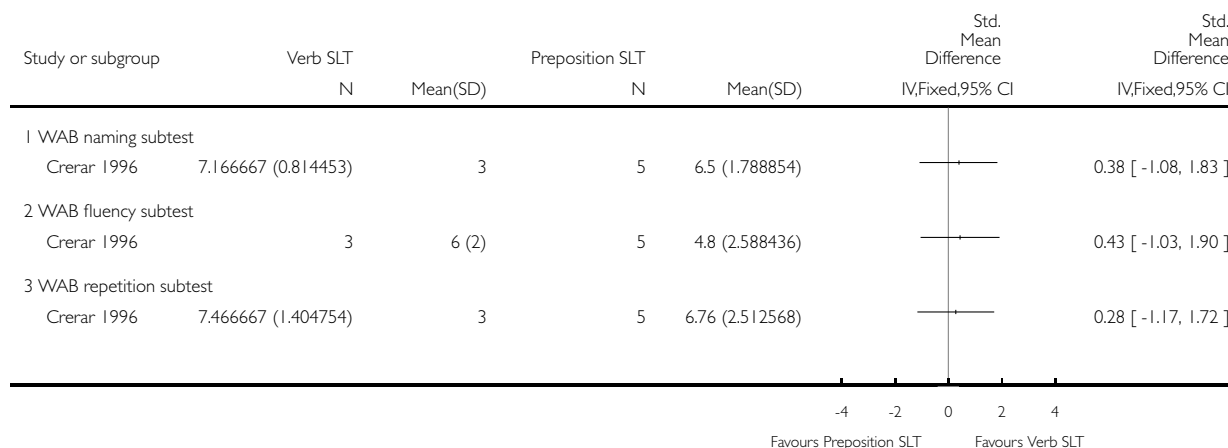 Std. Mean Difference Std. Mean Difference
Study or subgroup Verb SLT Preposition SLT
N Mean(SD) N Mean(SD) IV,Fixed,95% CI IV,Fixed,95% CI
1 WAB naming subtest
Crerar 1996 7.166667 (0.814453) 3 5 6.5 (1.788854) 0.38 [ -1.08, 1.83 ]
2 WAB fluency subtest
Crerar 1996 3 6 (2) 5 4.8 (2.588436) 0.43 [ -1.03, 1.90 ]
3 WAB repetition subtest
Crerar 1996 7.466667 (1.404754) 3 5 6.76 (2.512568) 0.28 [ -1.17, 1.72 ]
-4 -2 0 2 4
Favours Preposition SLT Favours Verb SLT